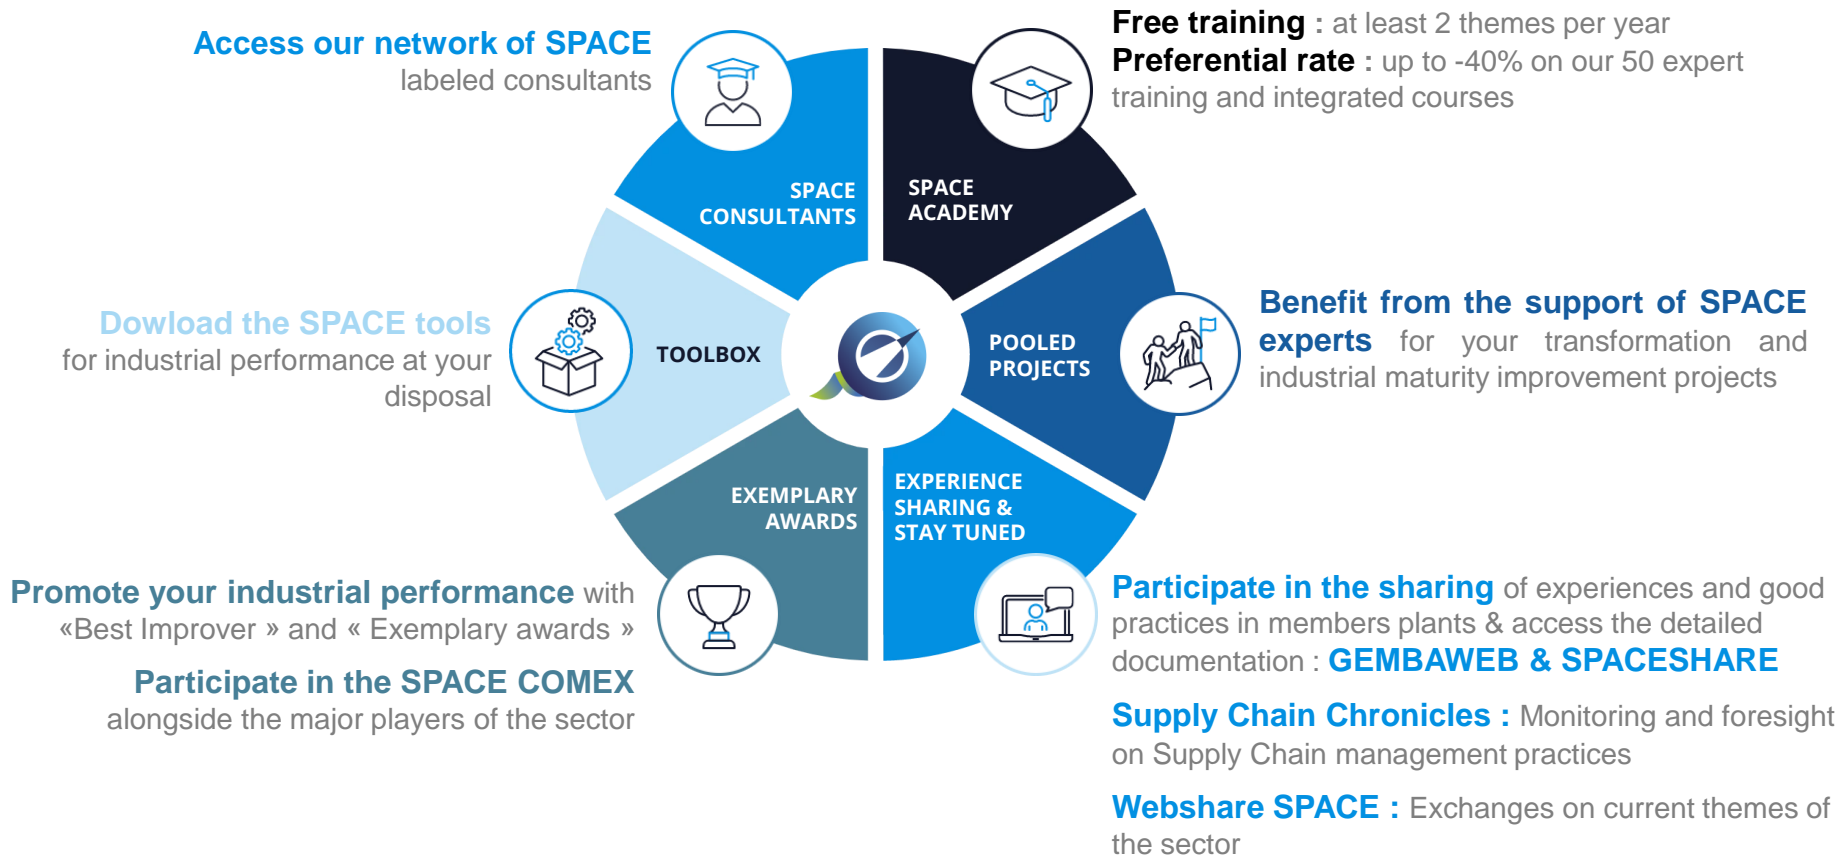 Access our network of SPACE
labeled consultants
Free training : at least 2 themes per year
Preferential rate : up to -40% on our 50 expert
training and integrated courses
SPACE
CONSULTANTS
SPACE
ACADEMY
Dowload the SPACE tools
for industrial performance at your
disposal
TOOLBOX
POOLED
PROJECTS
Benefit from the support of SPACE
experts for your transformation and
industrial maturity improvement projects
EXEMPLARY
AWARDS
EXPERIENCE
SHARING &
STAY TUNED
Promote your industrial performance with
«Best Improver » and « Exemplary awards »
Participate in the SPACE COMEX
alongside the major players of the sector
Participate in the sharing of experiences and good
practices in members plants & access the detailed
documentation : GEMBAWEB & SPACESHARE
Supply Chain Chronicles : Monitoring and foresight
on Supply Chain management practices
Webshare SPACE : Exchanges on current themes of
the sector